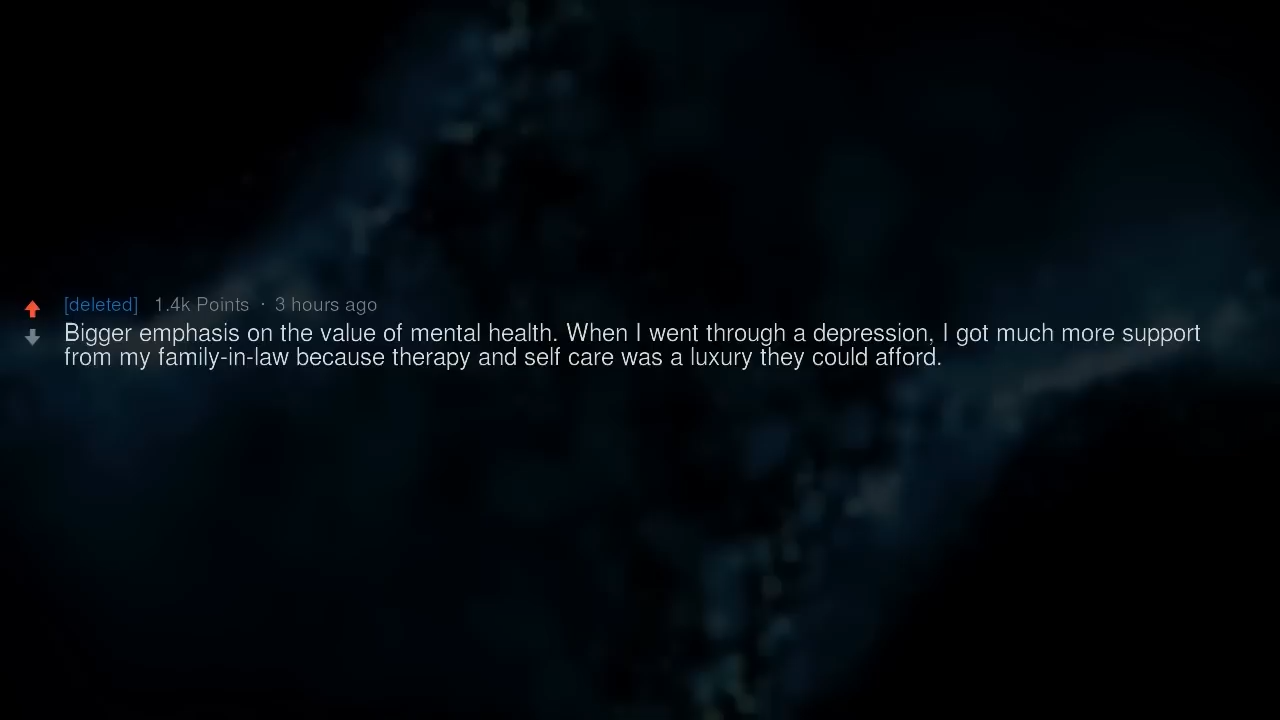 [deleted] 1.4k Points · 3 hours ago
Bigger emphasis on the value of mental health. When I went through a depression, I got much more support
from my family-in-law because therapy and self care was a luxury they could afford.